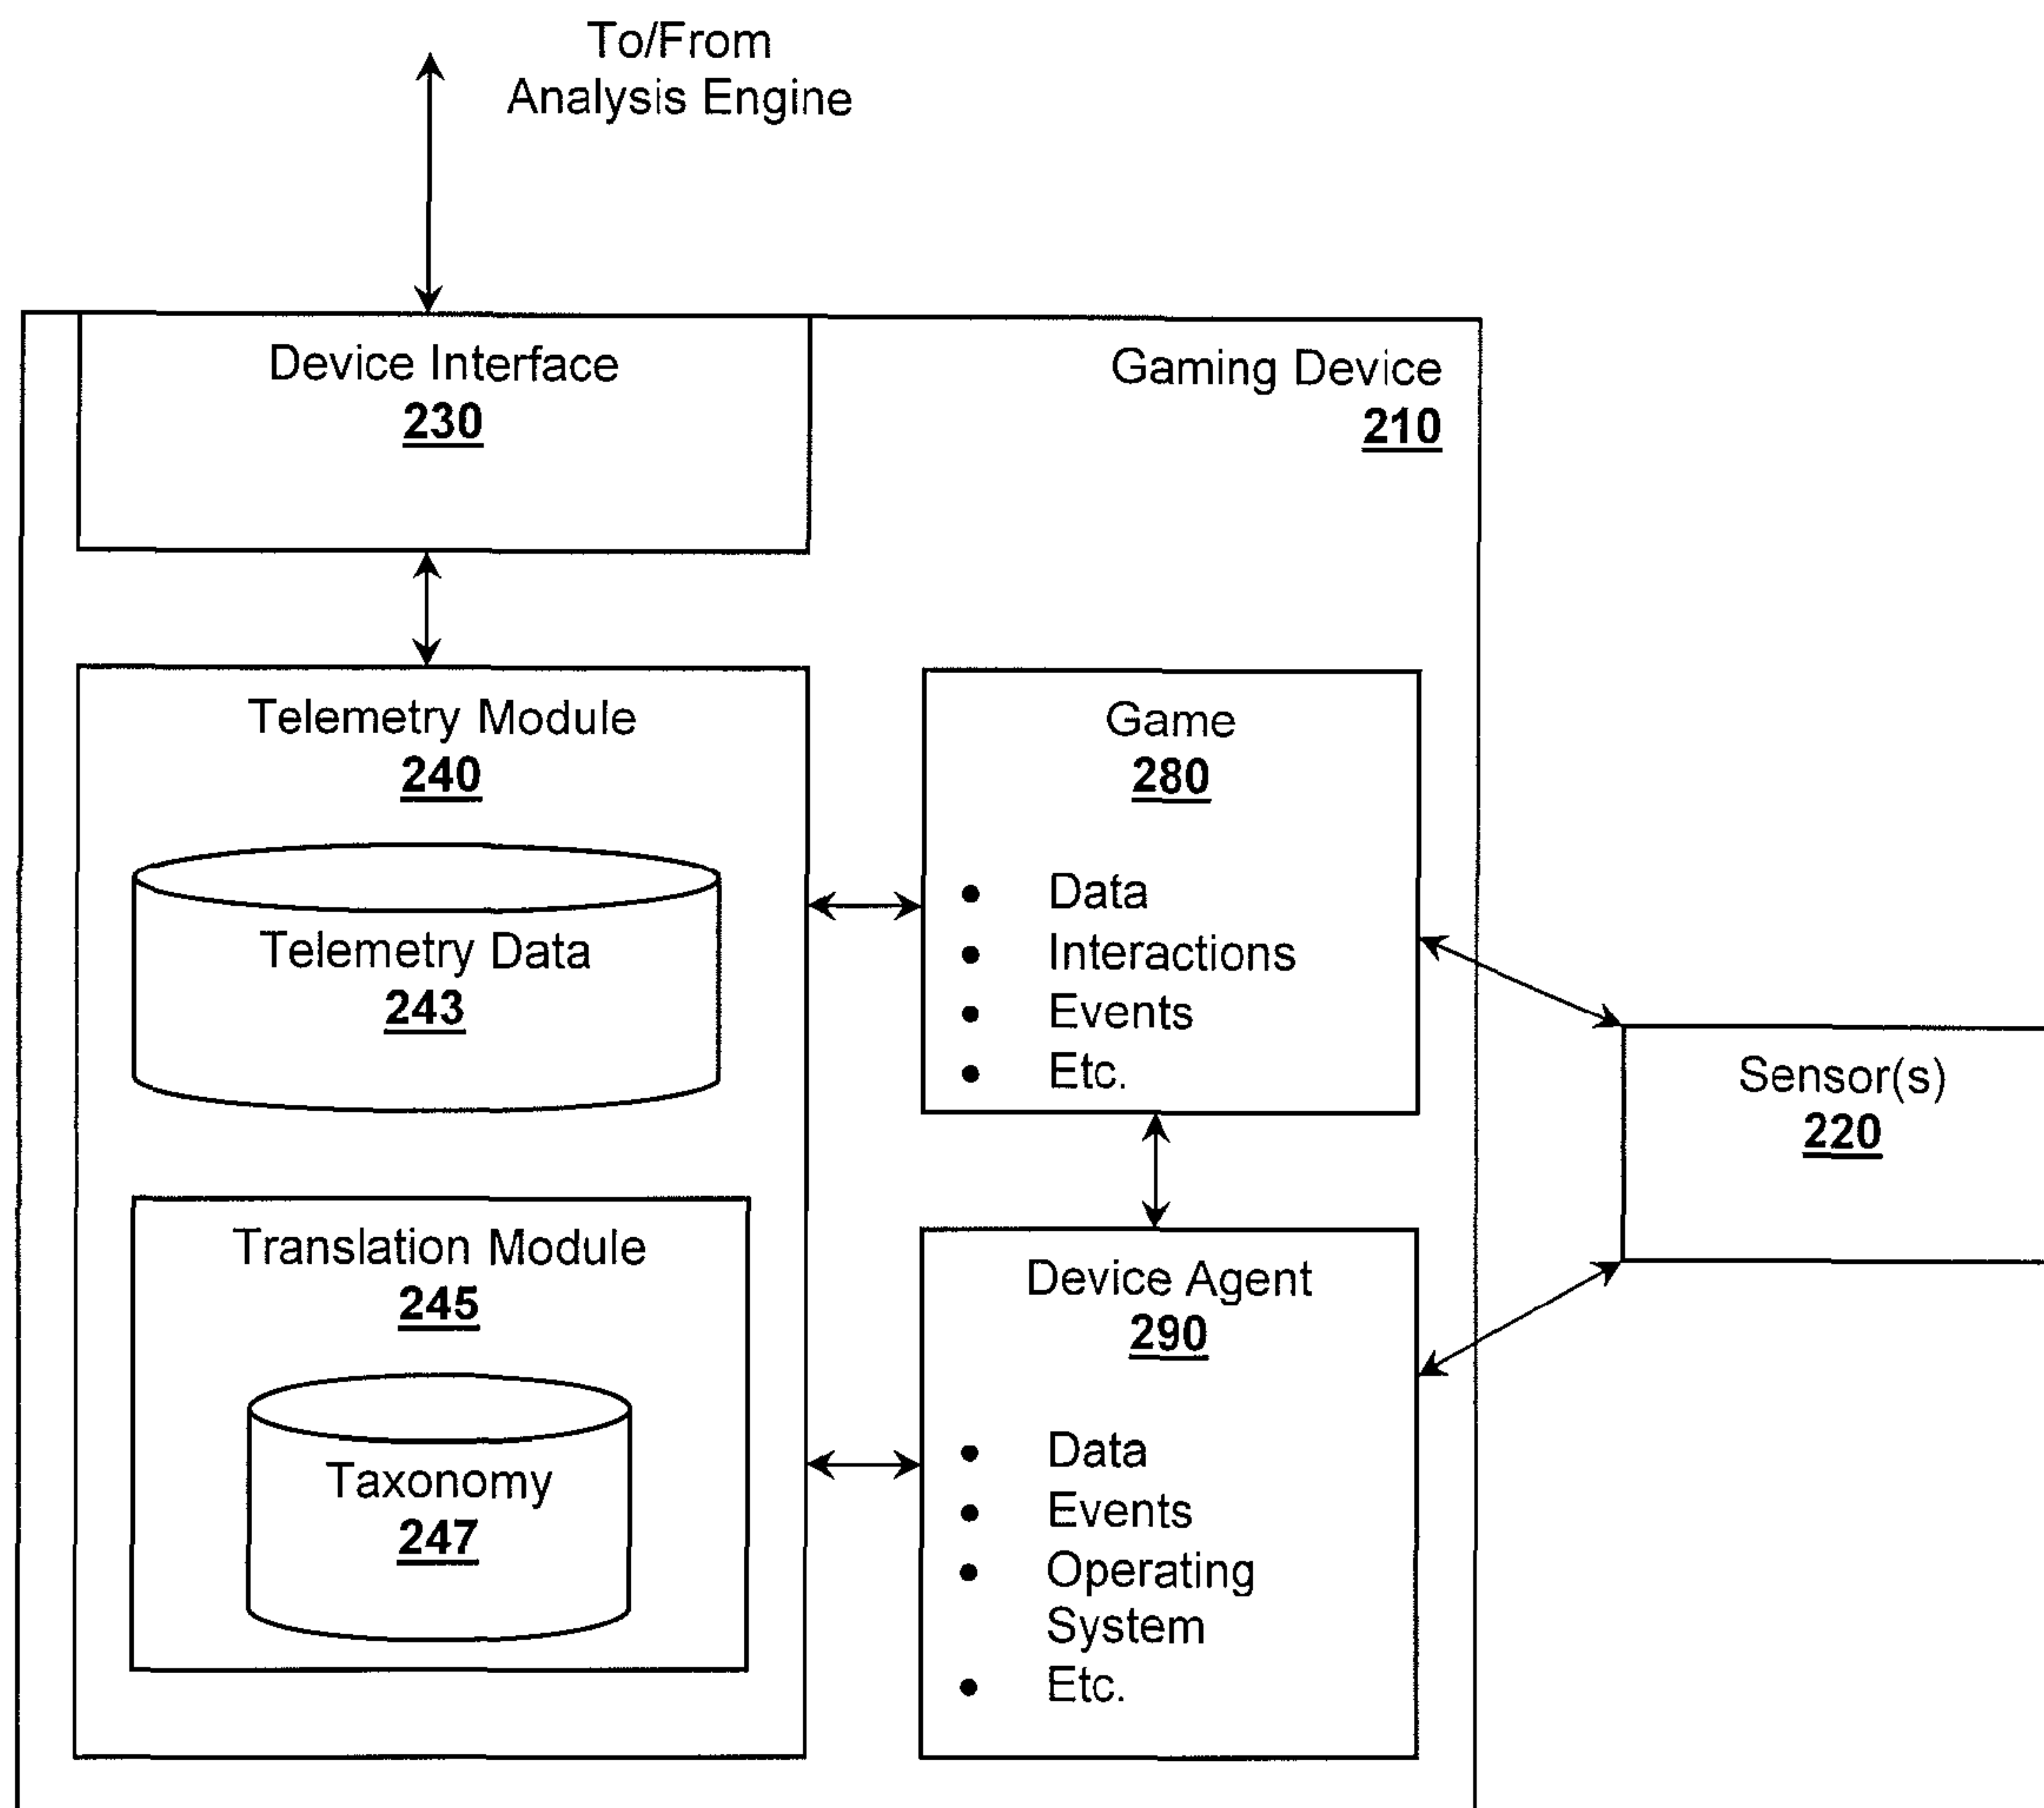 To/From
Analysis Engine
Device Interface
230
Gaming Device
210
Telemetry Module
240
Telemetry Data
243
Translation Module
245
Taxonomy
247
Game
280
• Data
• Interactions
• Events
• Etc.
Device Agent
290
• Data
• Events
• Operating
System
• Etc.
Sensor(s)
220